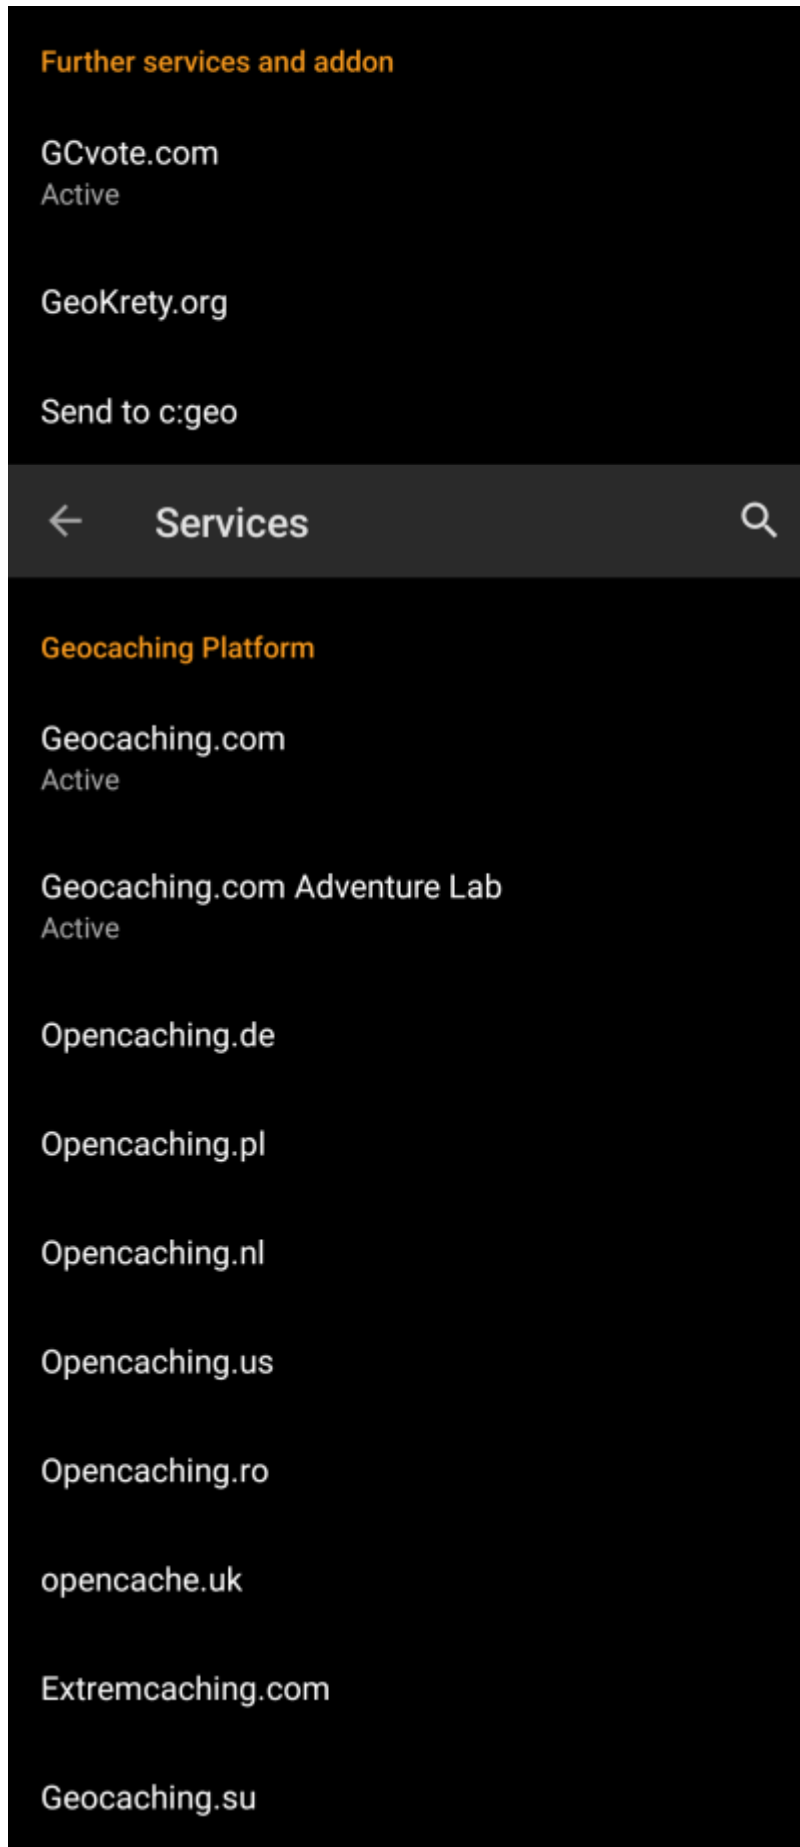 Further services and addon
GCvote.com
Active
GeoKrety.org
Send to c:geo
Services
Geocaching Platform
Geocaching.com
Active
Geocaching.com Adventure Lab
Active
Opencaching.de
Opencaching.pl
Opencaching.nl
Opencaching.us
Opencaching.ro
opencache.uk
Extremcaching.com
Geocaching.su